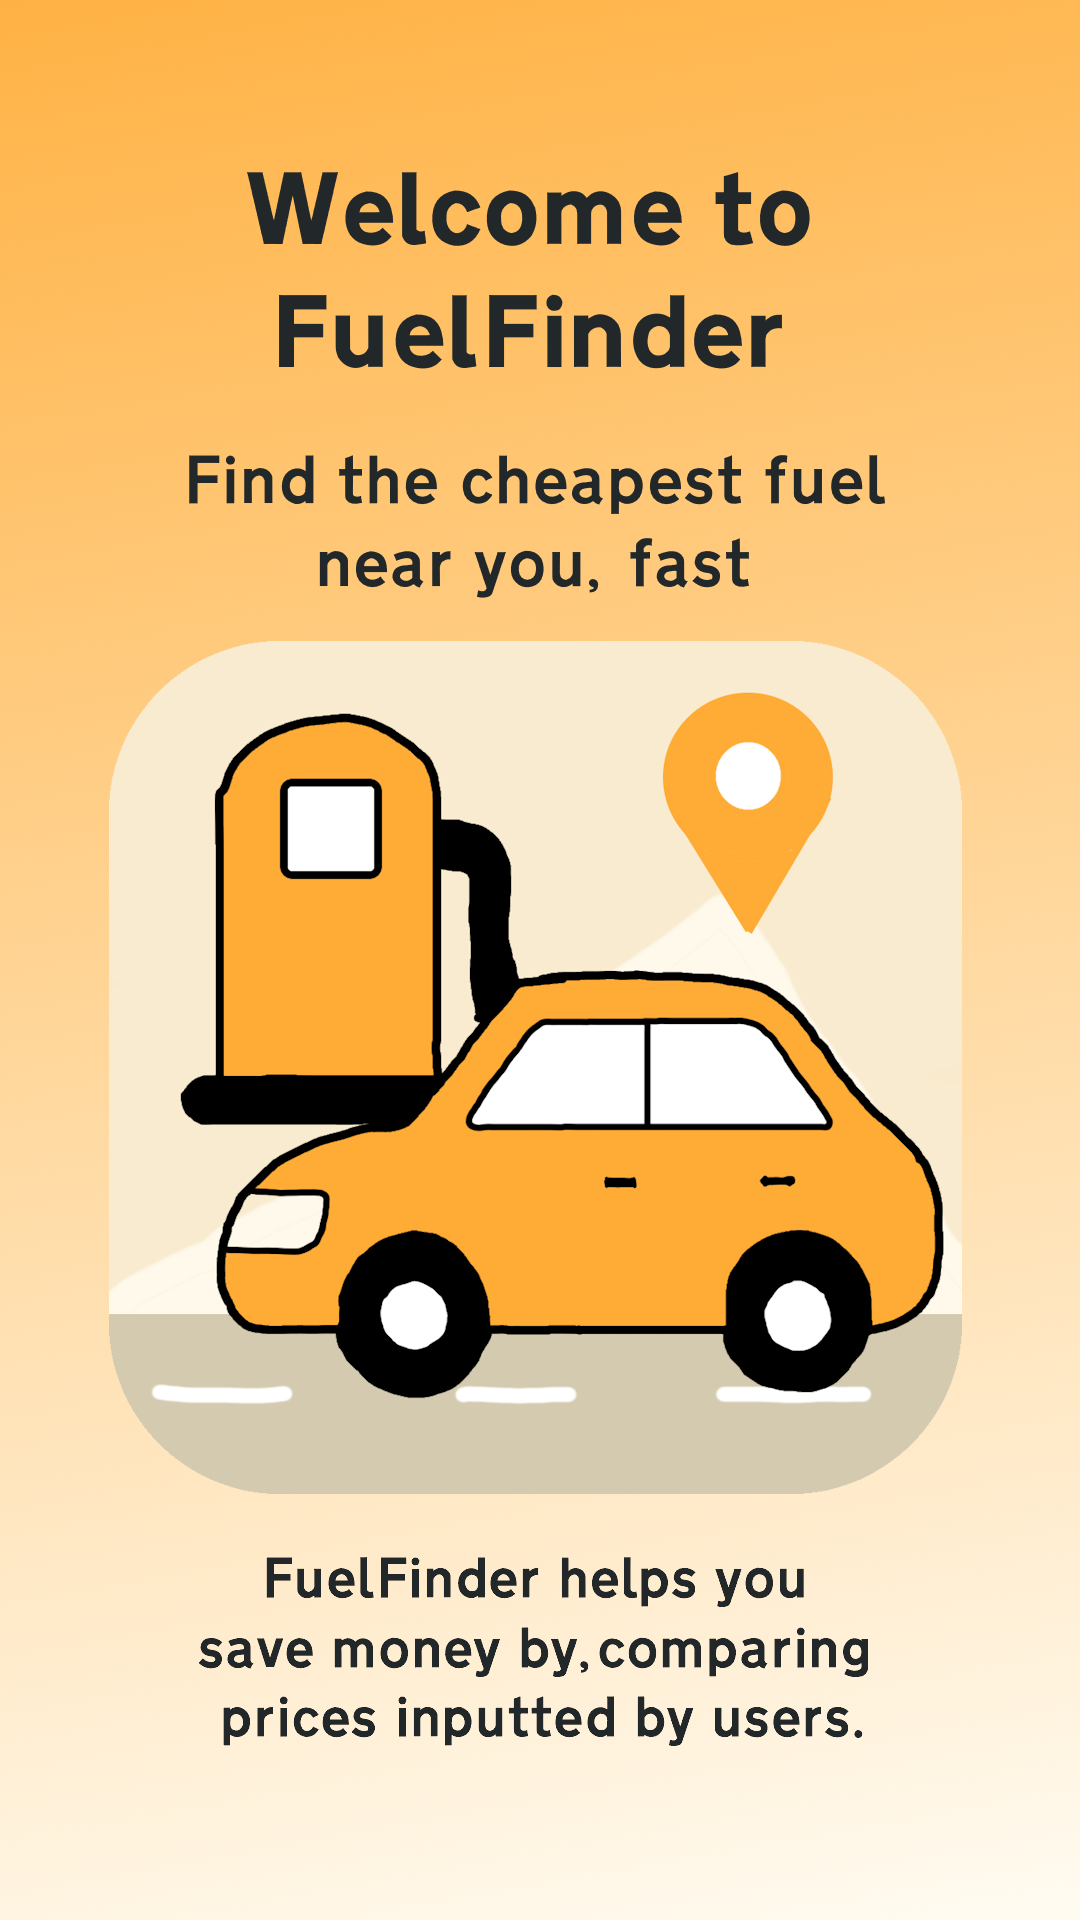 Welcome to
FuelFinder
Find the cheapest fuel
near you, fast
FuelFinder helps you
save money by,comparing
prices inputted by users.